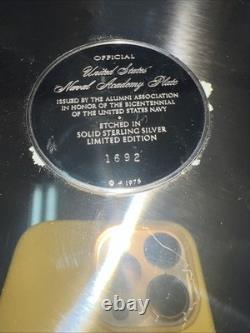 OFFICIAL
United States
Naval Academy Plate
ISSUED BY THE ALUMNI ASSOCIATION
IN HONOR OF THE BICENTENNIAL
OF THE UNITED STATES NAVY
ETCHED IN
SOLID STERLING SILVER
LIMITED EDITION
1692
© 1975